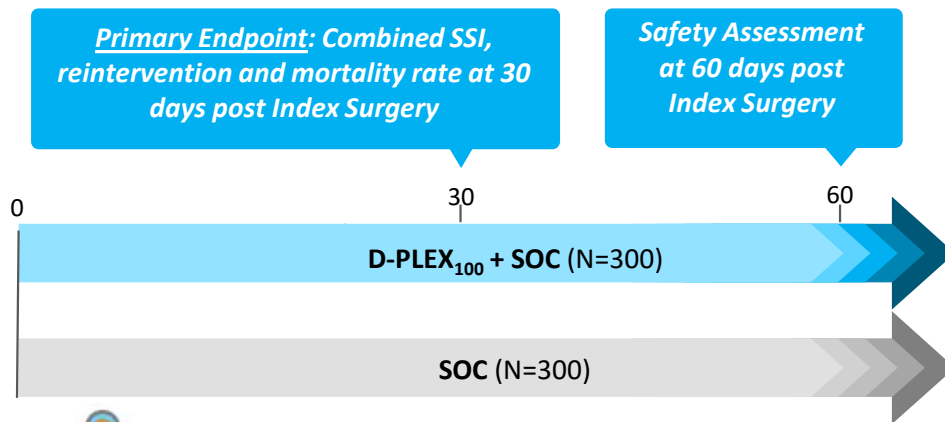 Primary Endpoint: Combined SSI,
reintervention and mortality rate at 30
days post Index Surgery
Safety Assessment
at 60 days post
Index Surgery
0
30
60
D-PLEX₁₀₀ + SOC (N=300)
SOC (N=300)